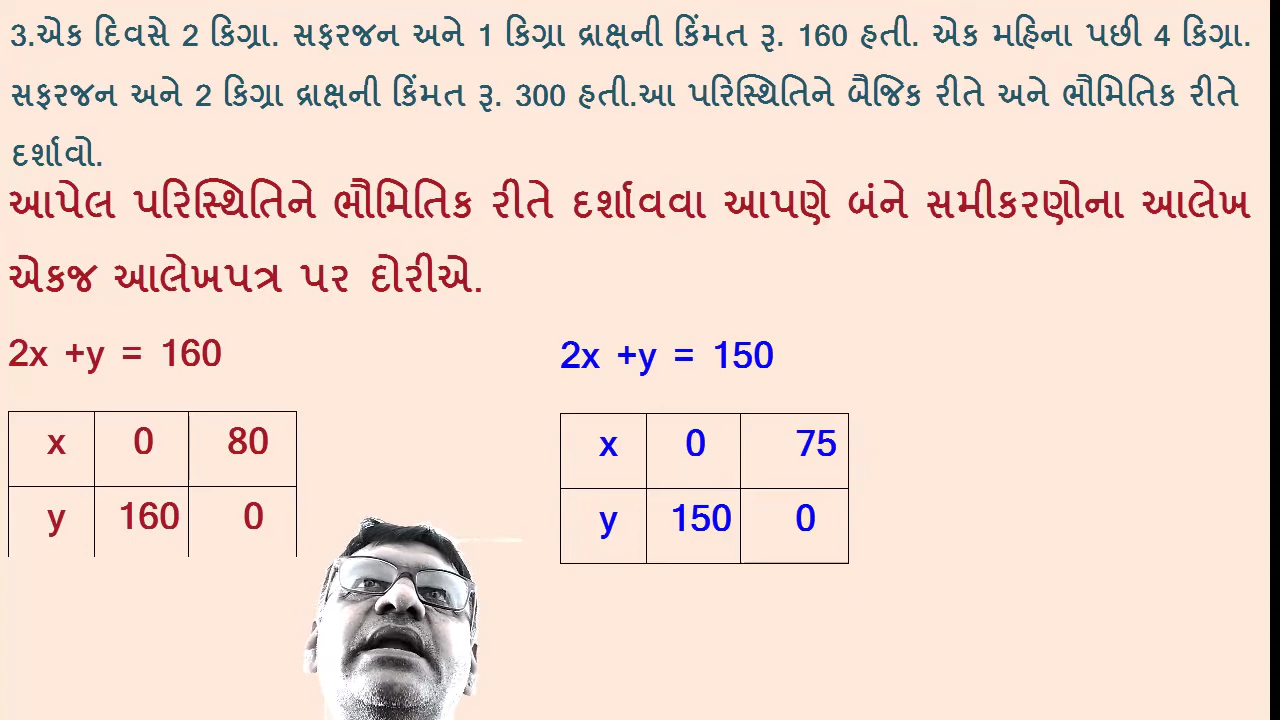 3.એક દિવસે 2 કિગ્રા. સફરજન અને 1 કિગ્રા દ્રાક્ષની કિંમત રૂ. 160 હતી. એક મહિના પછી 4 કિગ્રા.
સફરજન અને 2 કિગ્રા દ્રાક્ષની કિંમત રૂ. 300 હતી.આ પરિસ્થિતિને બૈજિક રીતે અને ભૌમિતિક રીતે
દર્શાવો.
આપેલ પરિસ્થિતિને ભૌમિતિક રીતે દર્શાવવા આપણે બંને સમીકરણોના આલેખ
એકજ આલેખપત્ર પર દોરીએ.
2x +y = 160
x 0 80
y 160 0
2x +y = 150
x 0 75
y 150 0